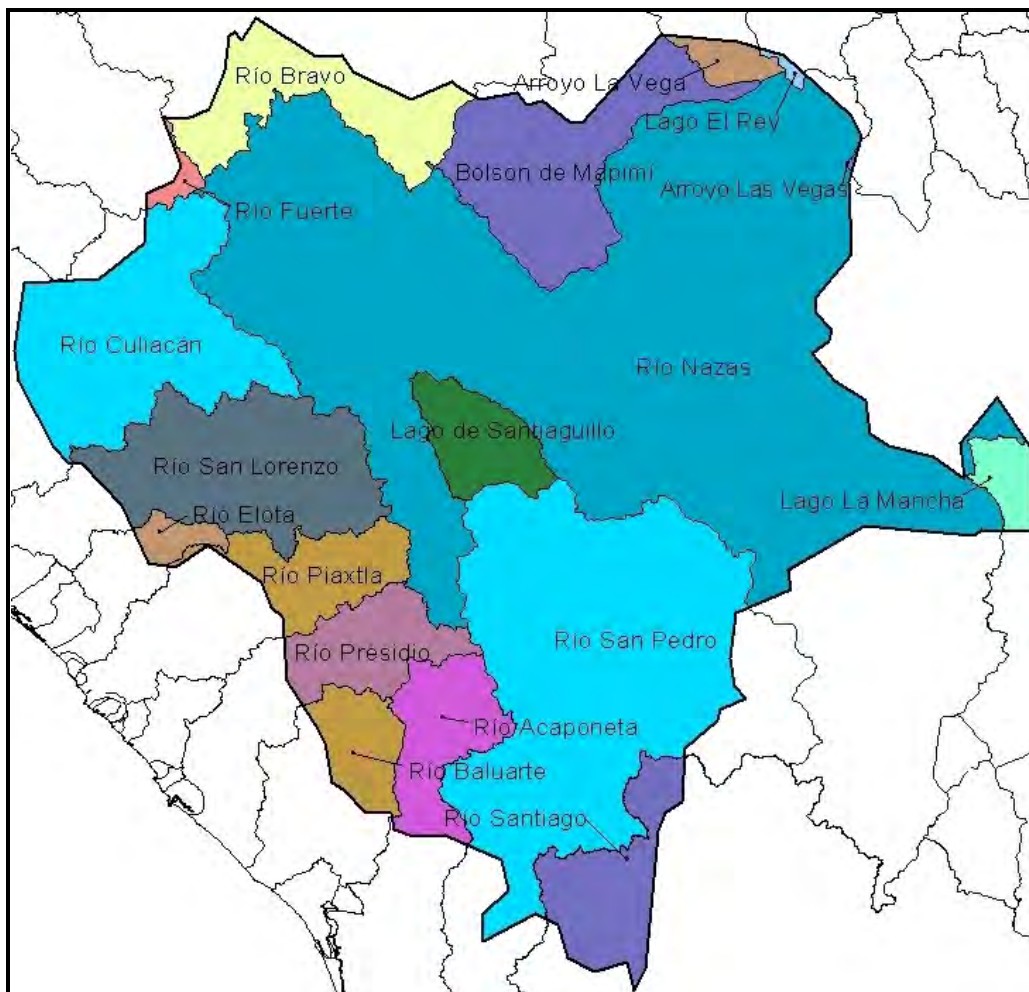 Río Bravo
Arroyo La Vega
Lago El Rey
Bolson de Mapimí
Arroyo Las Vegas
Río Fuerte
Río Culiacán
Río Nazas
Lago de Santiaguillo
Río San Lorenzo
Lago La Mancha
Río Elota
Río Piaxtla
Río San Pedro
Río Presidio
Río Acaponeta
Río Baluarte
Río Santiago